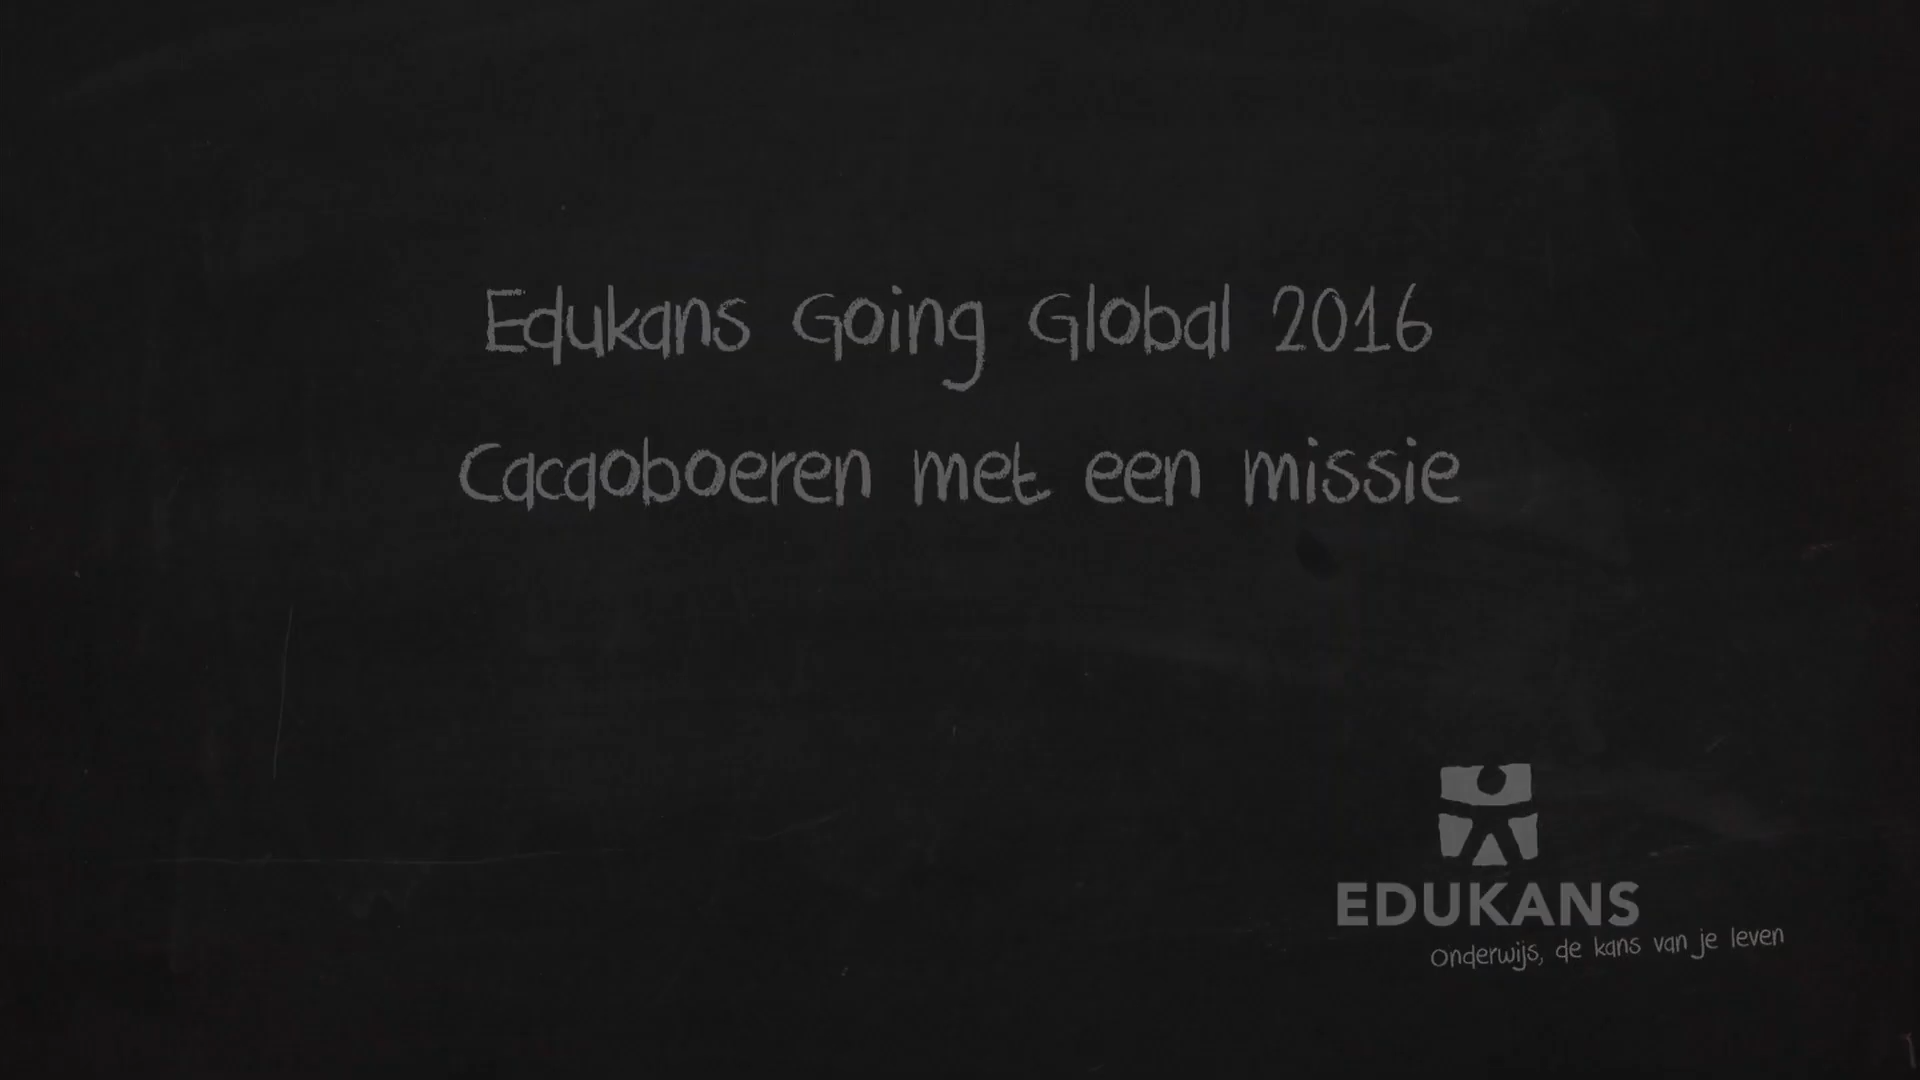 Edukans Going Global 2016
Cacaoboeren met een missie
EDUKANS
Onderwijs, de kans van je leven